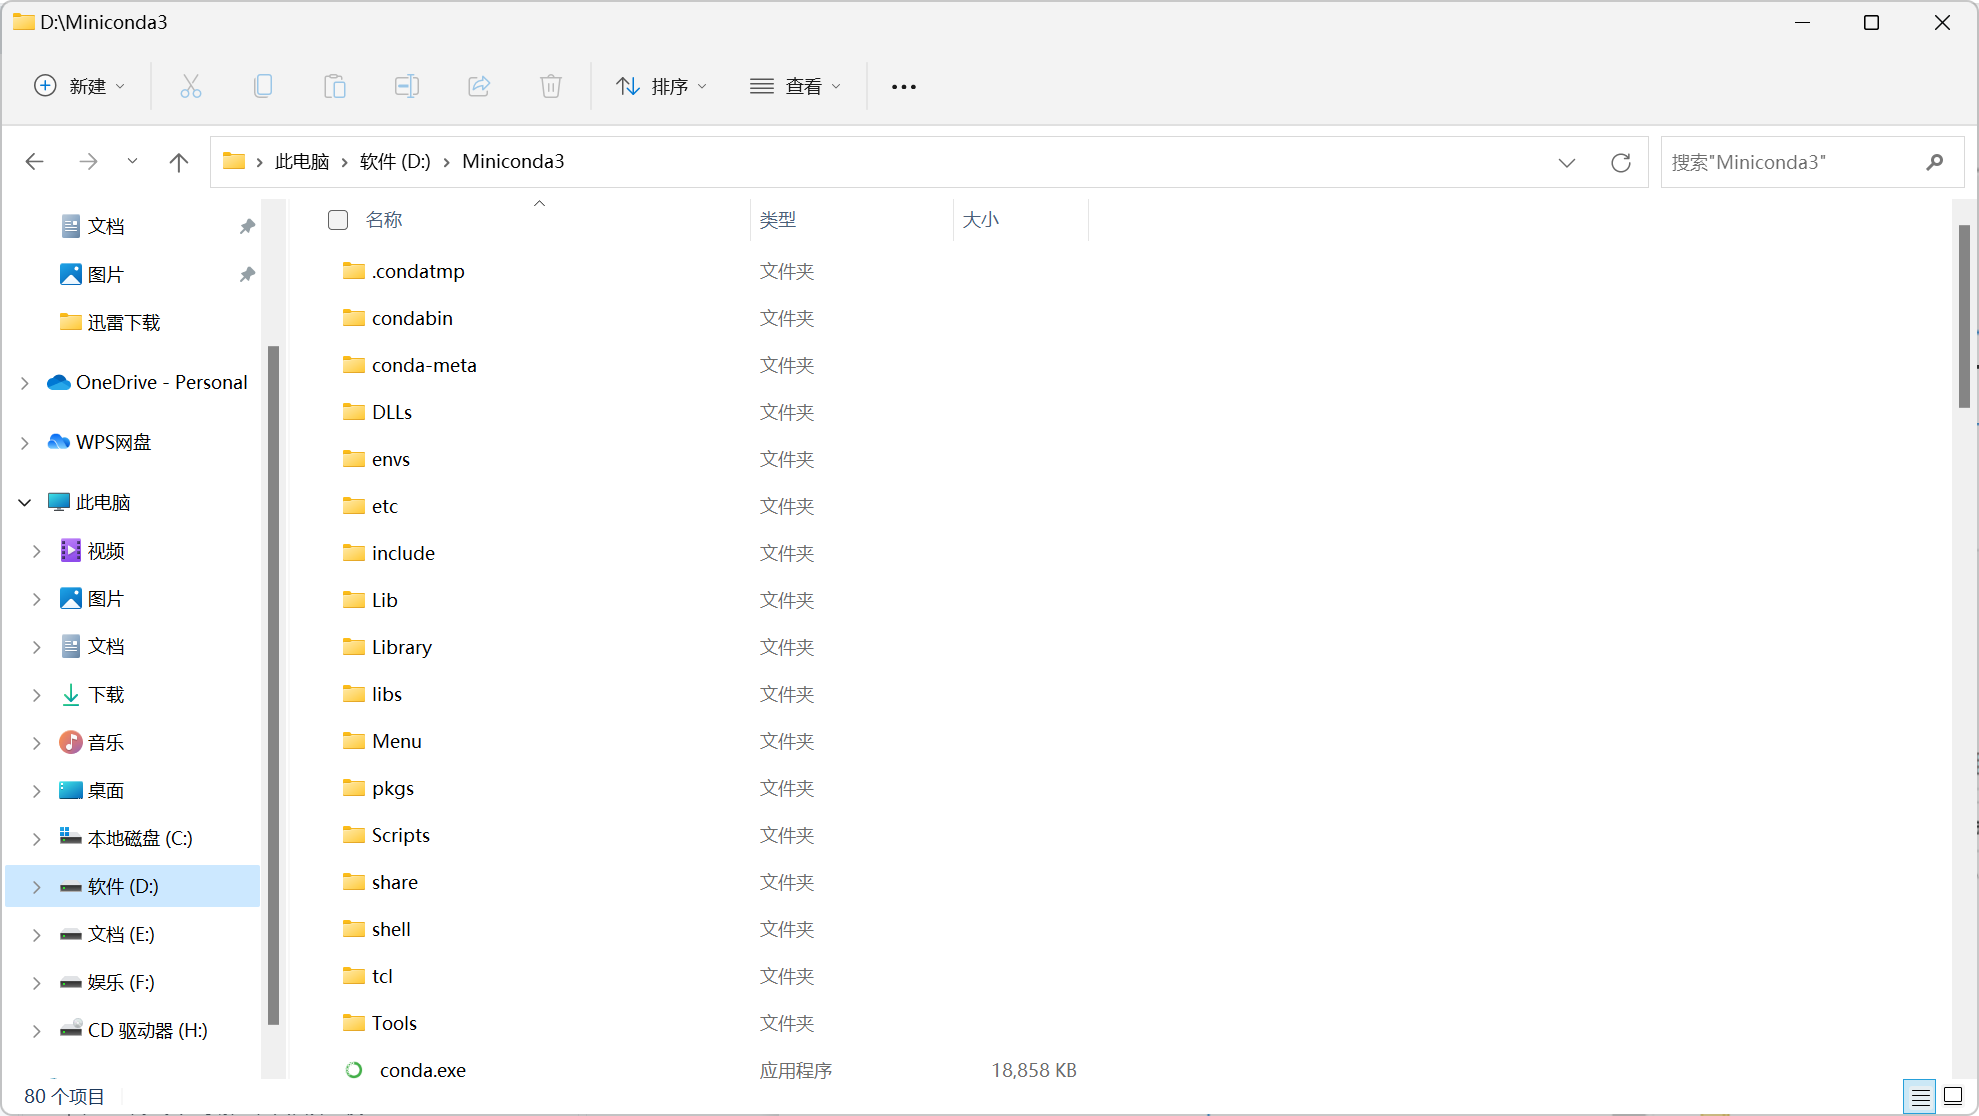 D:\Miniconda3
新建 排序 查看
此电脑 软件 (D:) Miniconda3
搜索"Miniconda3"
文档
图片
迅雷下载
OneDrive - Personal
WPS网盘
此电脑
视频
图片
文档
下载
音乐
桌面
本地磁盘 (C:)
软件 (D:)
文档 (E:)
娱乐 (F:)
CD 驱动器 (H:)
名称 类型 大小
.condatmp 文件夹
condabin 文件夹
conda-meta 文件夹
DLLs 文件夹
envs 文件夹
etc 文件夹
include 文件夹
Lib 文件夹
Library 文件夹
libs 文件夹
Menu 文件夹
pkgs 文件夹
Scripts 文件夹
share 文件夹
shell 文件夹
tcl 文件夹
Tools 文件夹
conda.exe 应用程序 18,858 KB
80 个项目